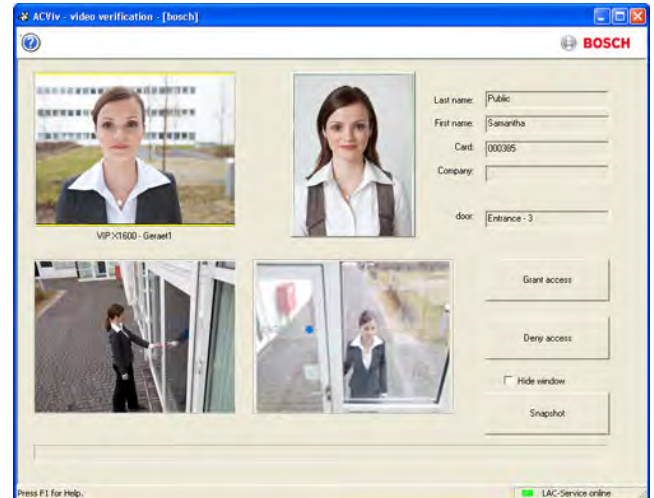 ACViv - video verification - [bosch]
BOSCH
Last name: Public
First name: Samantha
Card: 000385
Company:
door: Entrance - 3
VIP X1600 - Geraet1
Grant access
Deny access
Hide window
Snapshot
Press F1 for Help.
LAC-Service online